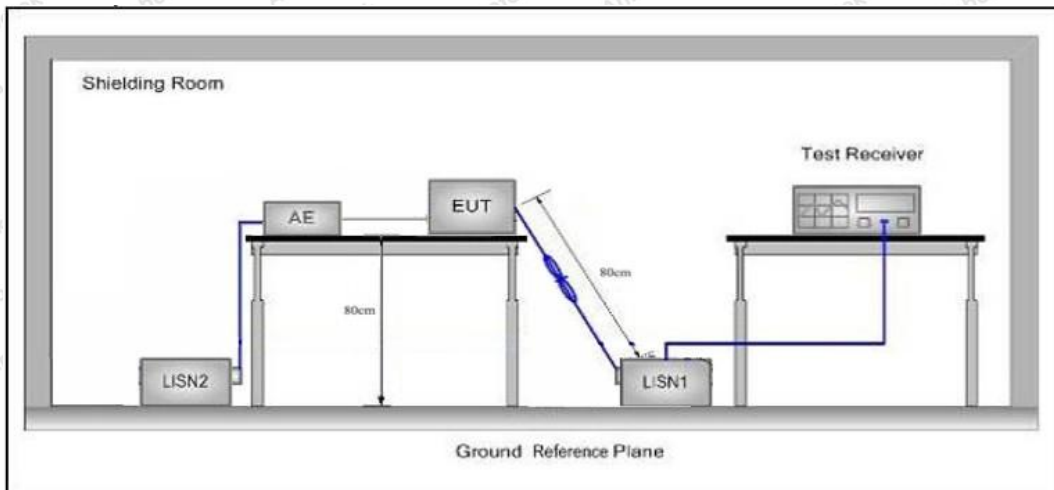 Shielding Room
Test Receiver
AE
EUT
80cm
80cm
LISN2
LISN1
Ground Reference Plane